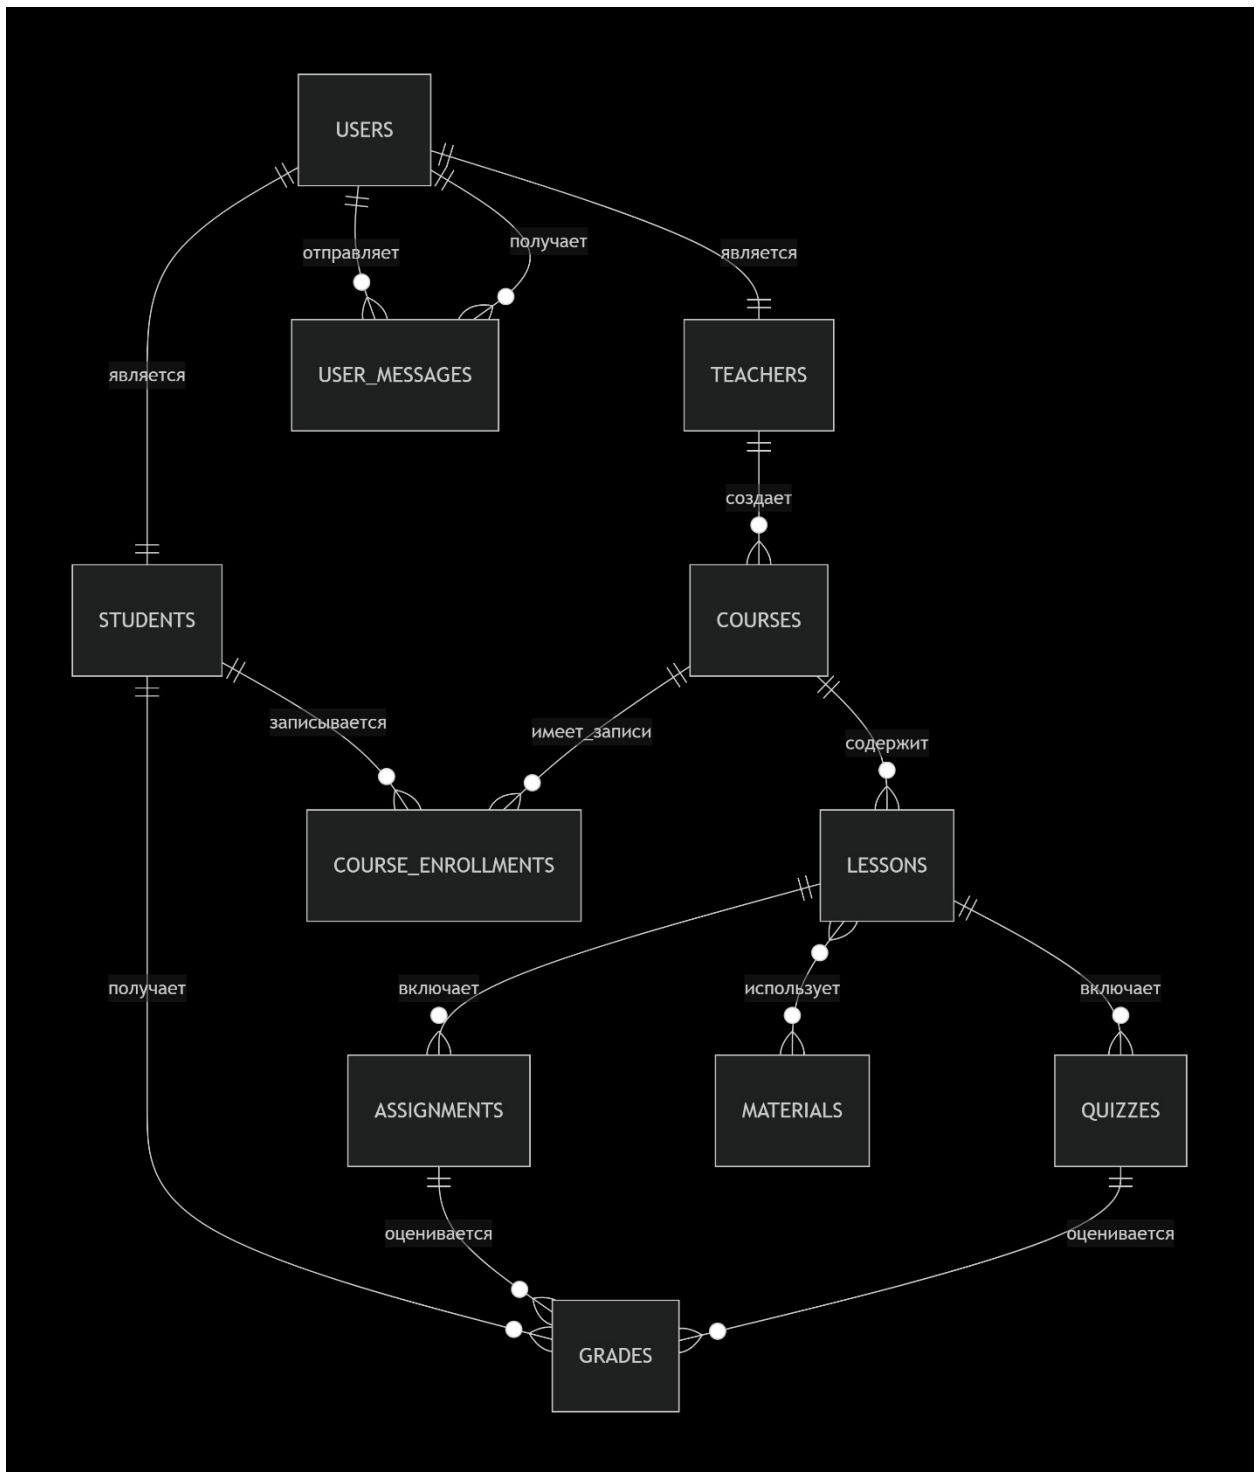 USERS
получает
отправляет
является
USER_MESSAGES
TEACHERS
является
создает
STUDENTS
COURSES
записывается
имеет_записи
содержит
COURSE_ENROLLMENTS
LESSONS
получает
включает
использует
включает
ASSIGNMENTS
MATERIALS
QUIZZES
оценивается
оценивается
GRADES